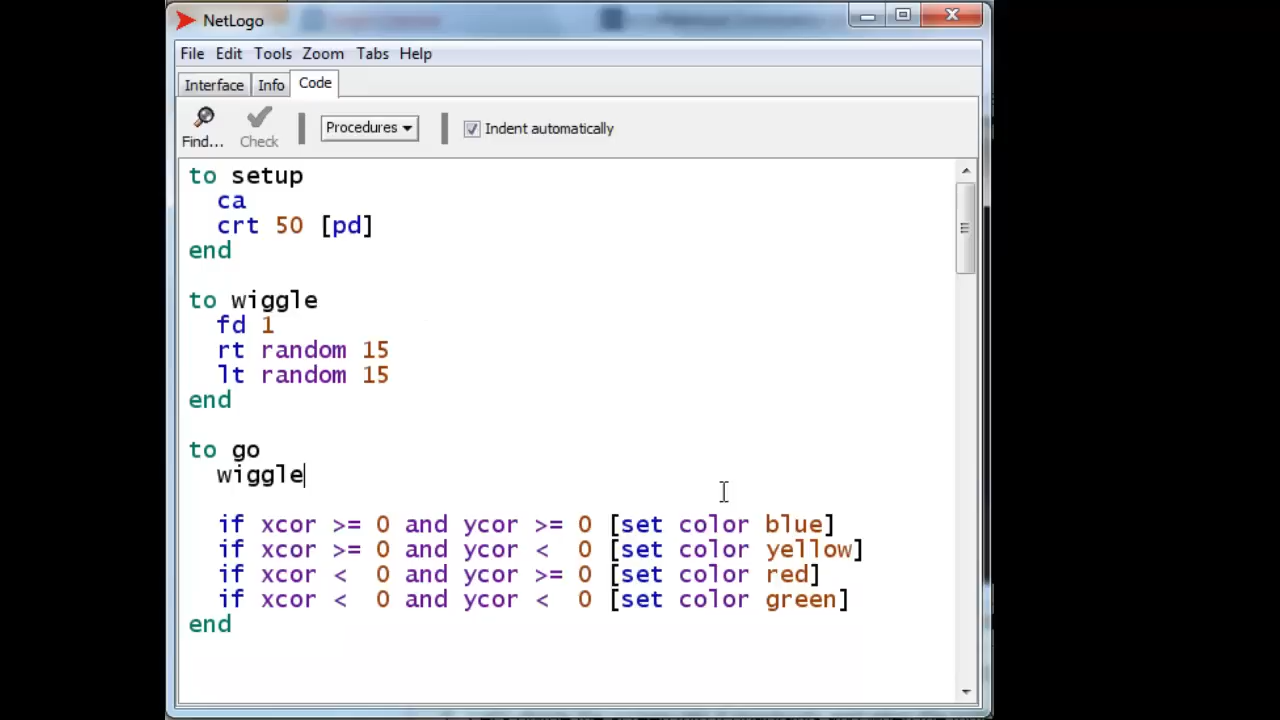 NetLogo
File Edit Tools Zoom Tabs Help
Interface Info Code
Find... Check Procedures Indent automatically
to setup
  ca
  crt 50 [pd]
end
to wiggle
  fd 1
  rt random 15
  lt random 15
end
to go
  wiggle
  if xcor >= 0 and ycor >= 0 [set color blue]
  if xcor >= 0 and ycor <  0 [set color yellow]
  if xcor <  0 and ycor >= 0 [set color red]
  if xcor <  0 and ycor <  0 [set color green]
end